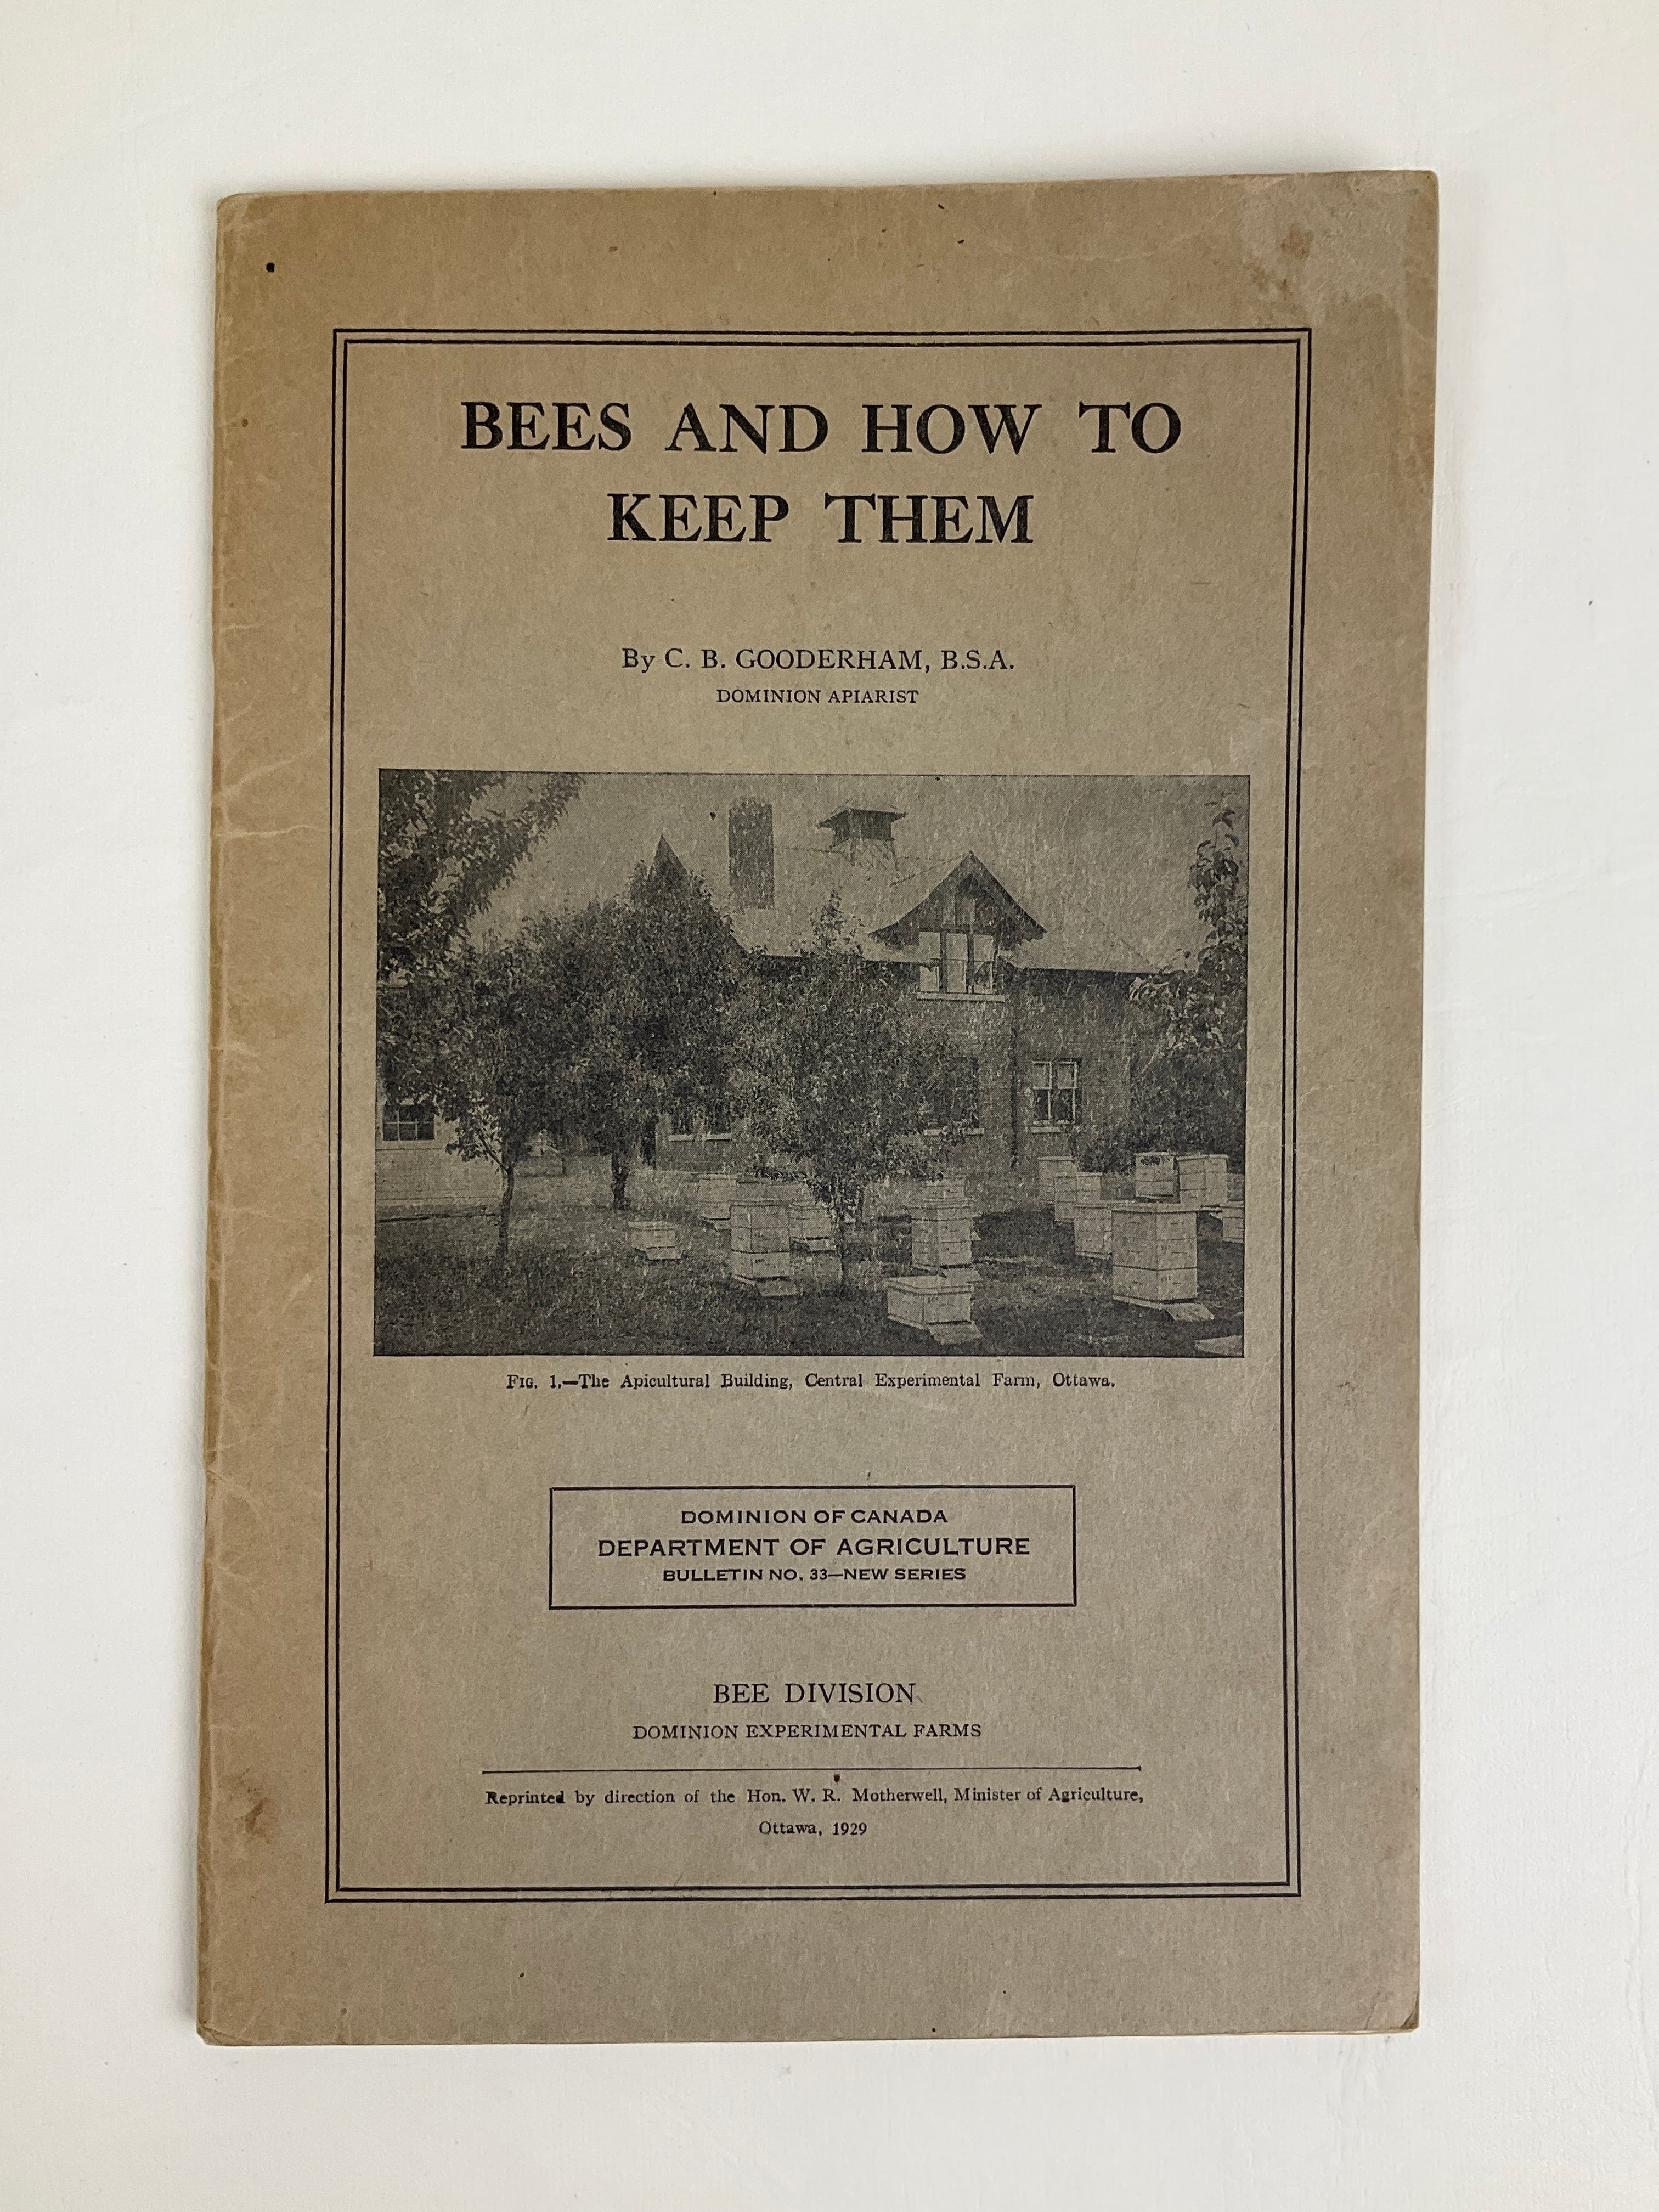 BEES AND HOW TO
KEEP THEM
By C. B. GOODERHAM, B.S.A.
DOMINION APIARIST
FIG. 1.—The Apicultural Building, Central Experimental Farm, Ottawa.
DOMINION OF CANADA
DEPARTMENT OF AGRICULTURE
BULLETIN NO. 33—NEW SERIES
BEE DIVISION
DOMINION EXPERIMENTAL FARMS
Reprinted by direction of the Hon. W. R. Motherwell, Minister of Agriculture,
Ottawa, 1929